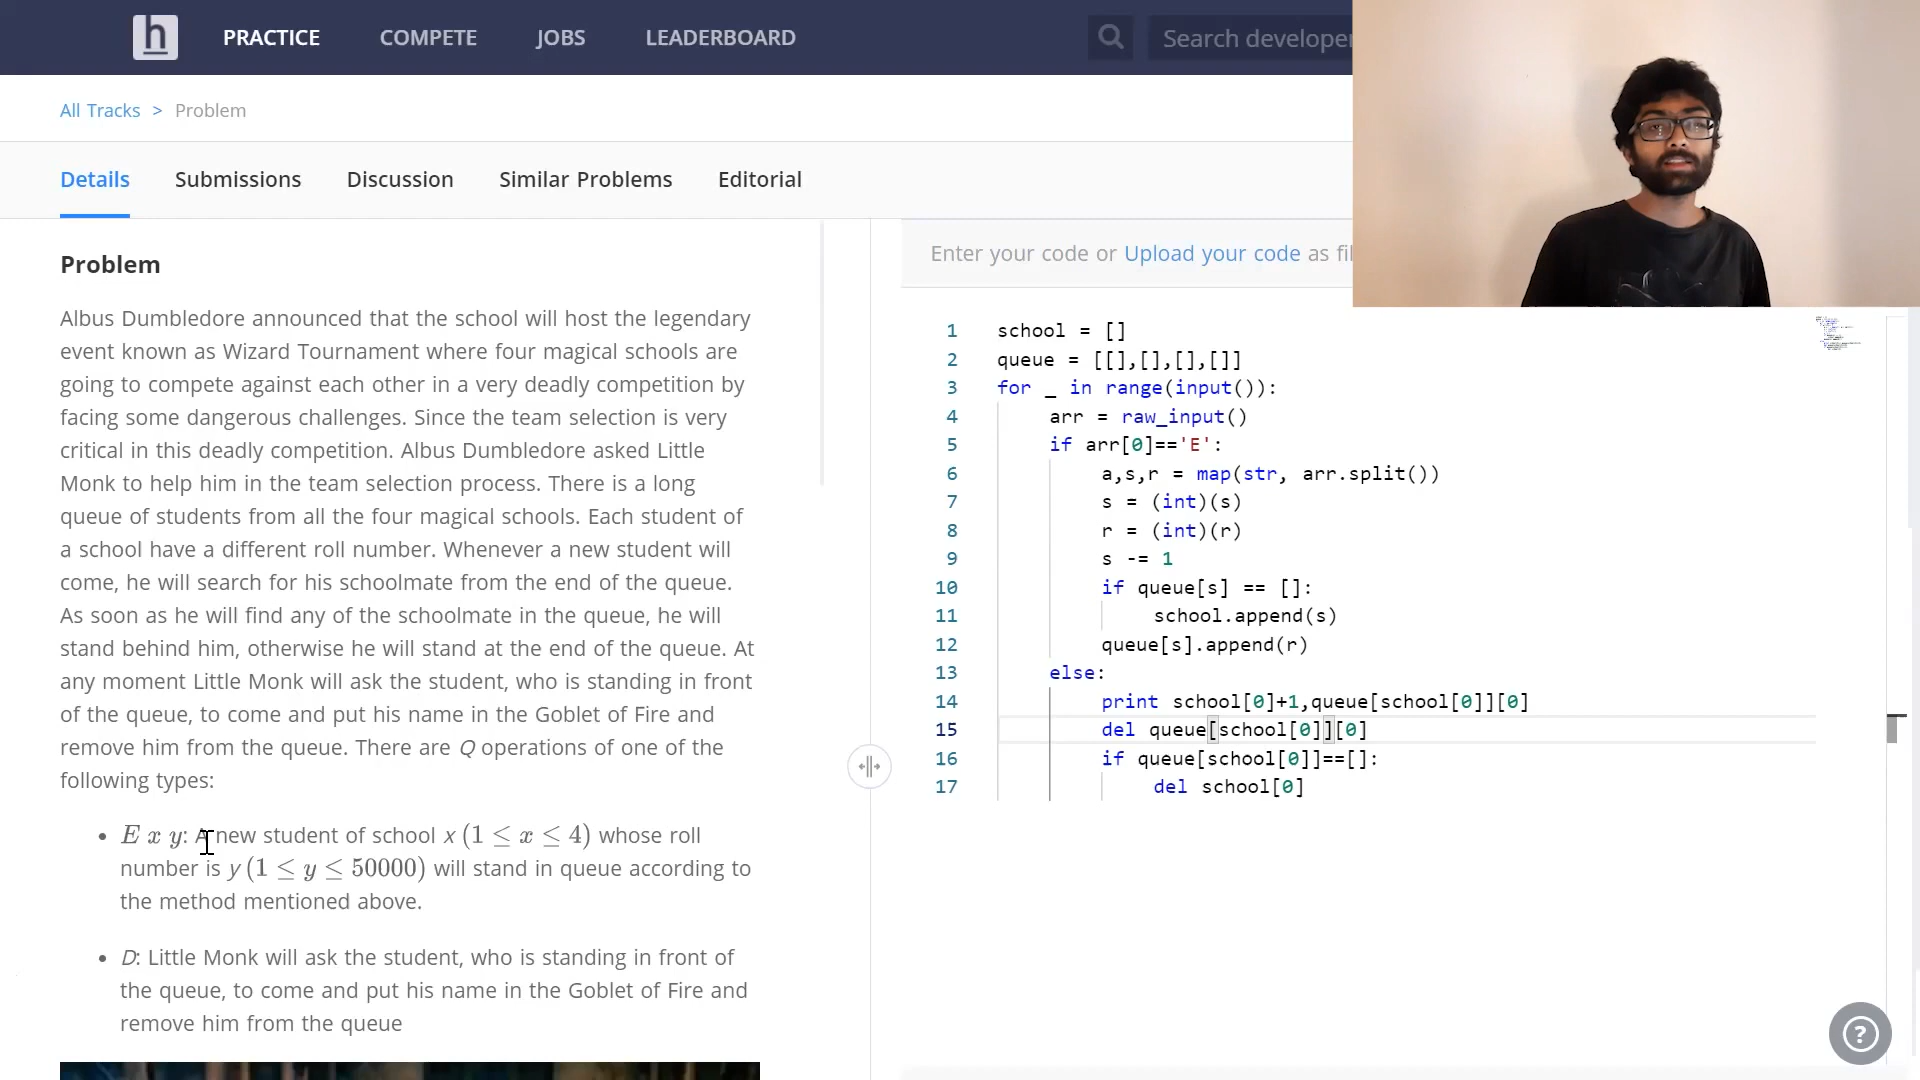 h PRACTICE COMPETE JOBS LEADERBOARD Search developer
All Tracks > Problem
Details Submissions Discussion Similar Problems Editorial
Problem
Albus Dumbledore announced that the school will host the legendary
event known as Wizard Tournament where four magical schools are
going to compete against each other in a very deadly competition by
facing some dangerous challenges. Since the team selection is very
critical in this deadly competition. Albus Dumbledore asked Little
Monk to help him in the team selection process. There is a long
queue of students from all the four magical schools. Each student of
a school have a different roll number. Whenever a new student will
come, he will search for his schoolmate from the end of the queue.
As soon as he will find any of the schoolmate in the queue, he will
stand behind him, otherwise he will stand at the end of the queue. At
any moment Little Monk will ask the student, who is standing in front
of the queue, to come and put his name in the Goblet of Fire and
remove him from the queue. There are Q operations of one of the
following types:
• E x y: A new student of school x (1 ≤ x ≤ 4) whose roll
number is y (1 ≤ y ≤ 50000) will stand in queue according to
the method mentioned above.
• D: Little Monk will ask the student, who is standing in front of
the queue, to come and put his name in the Goblet of Fire and
remove him from the queue
Enter your code or Upload your code as fil
1 school = []
2 queue = [[],[],[],[]]
3 for _ in range(input()):
4 arr = raw_input()
5 if arr[0]=='E':
6 a,s,r = map(str, arr.split())
7 s = (int)(s)
8 r = (int)(r)
9 s -= 1
10 if queue[s] == []:
11 school.append(s)
12 queue[s].append(r)
13 else:
14 print school[0]+1,queue[school[0]][0]
15 del queue[school[0]][0]
16 if queue[school[0]]==[]:
17 del school[0]
?